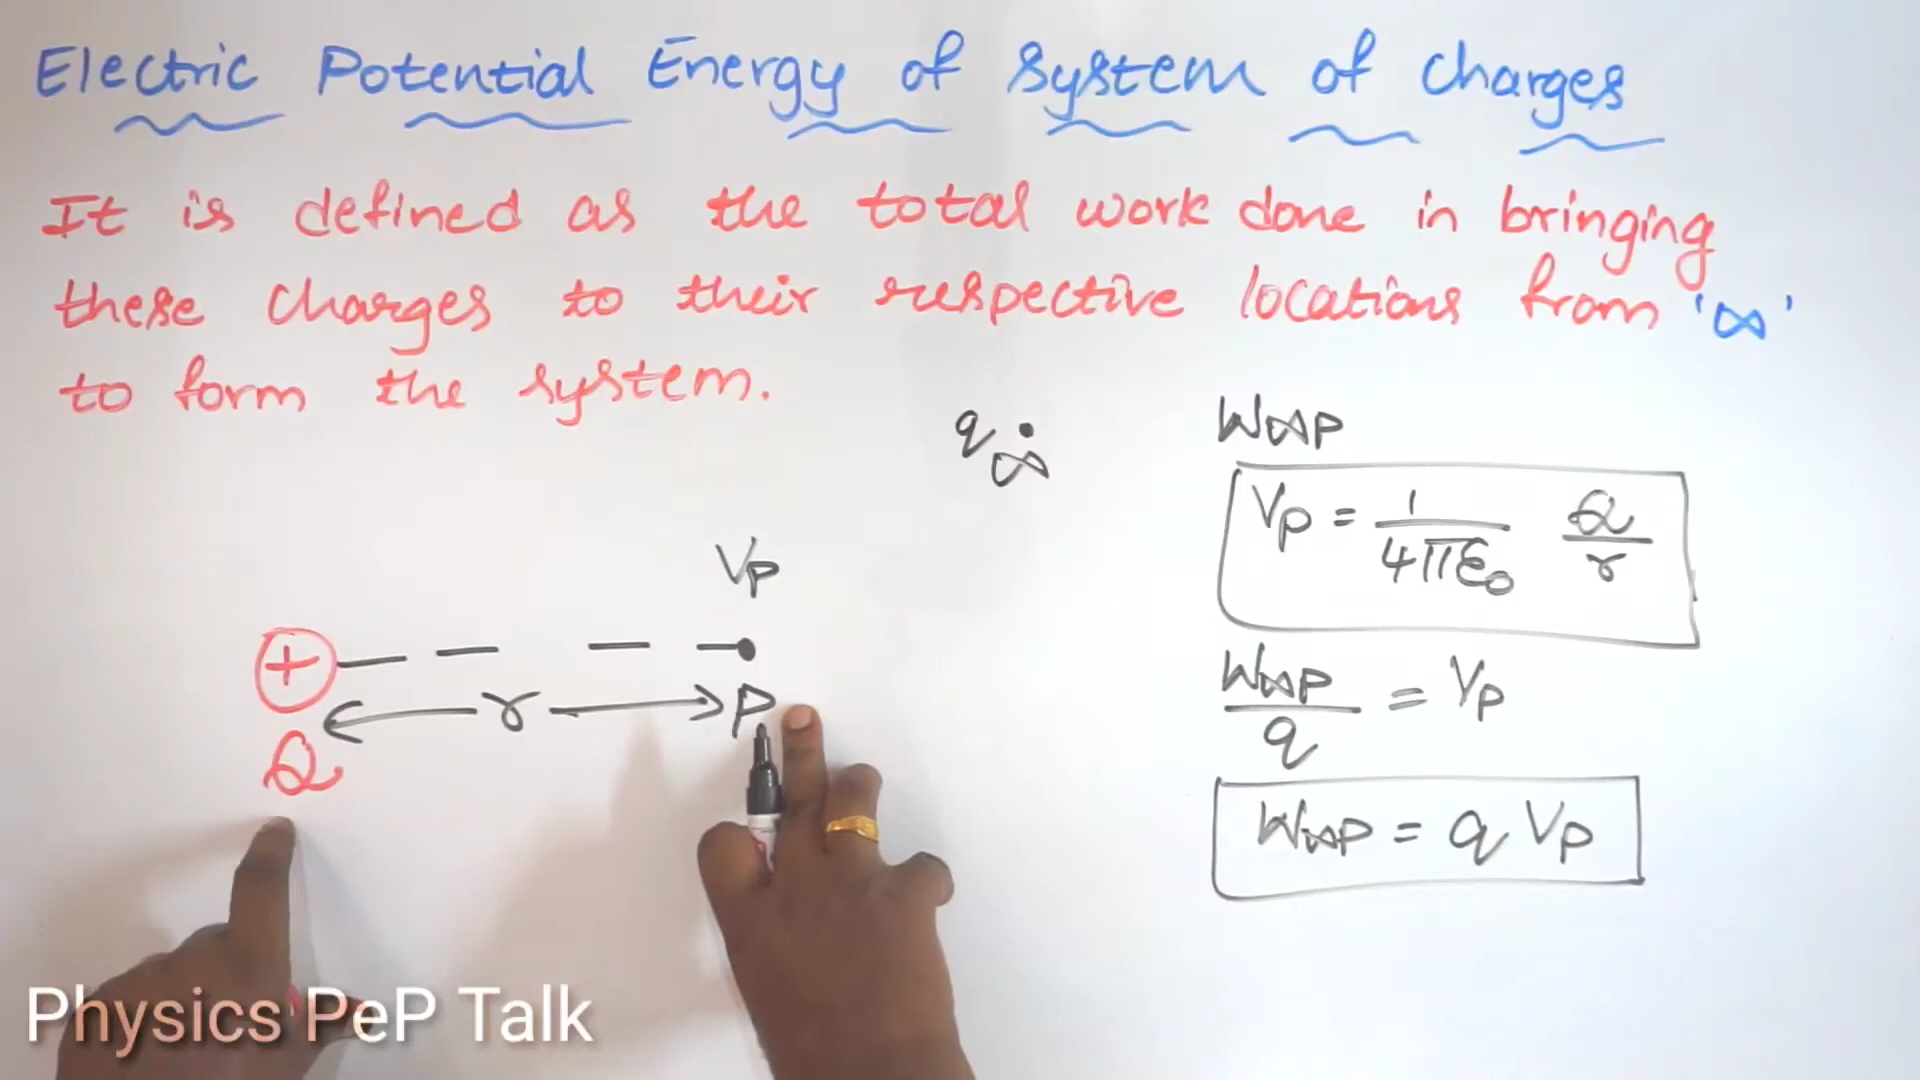 Electric Potential Energy of System of Charges
It is defined as the total work done in bringing
these charges to their respective locations from '∞'
to form the system.
q ∞
W∞P
VP = 1/4πε0 Q/r
VP
+
r
P
Q
W∞P/q = VP
W∞P = q VP
Physics PeP Talk